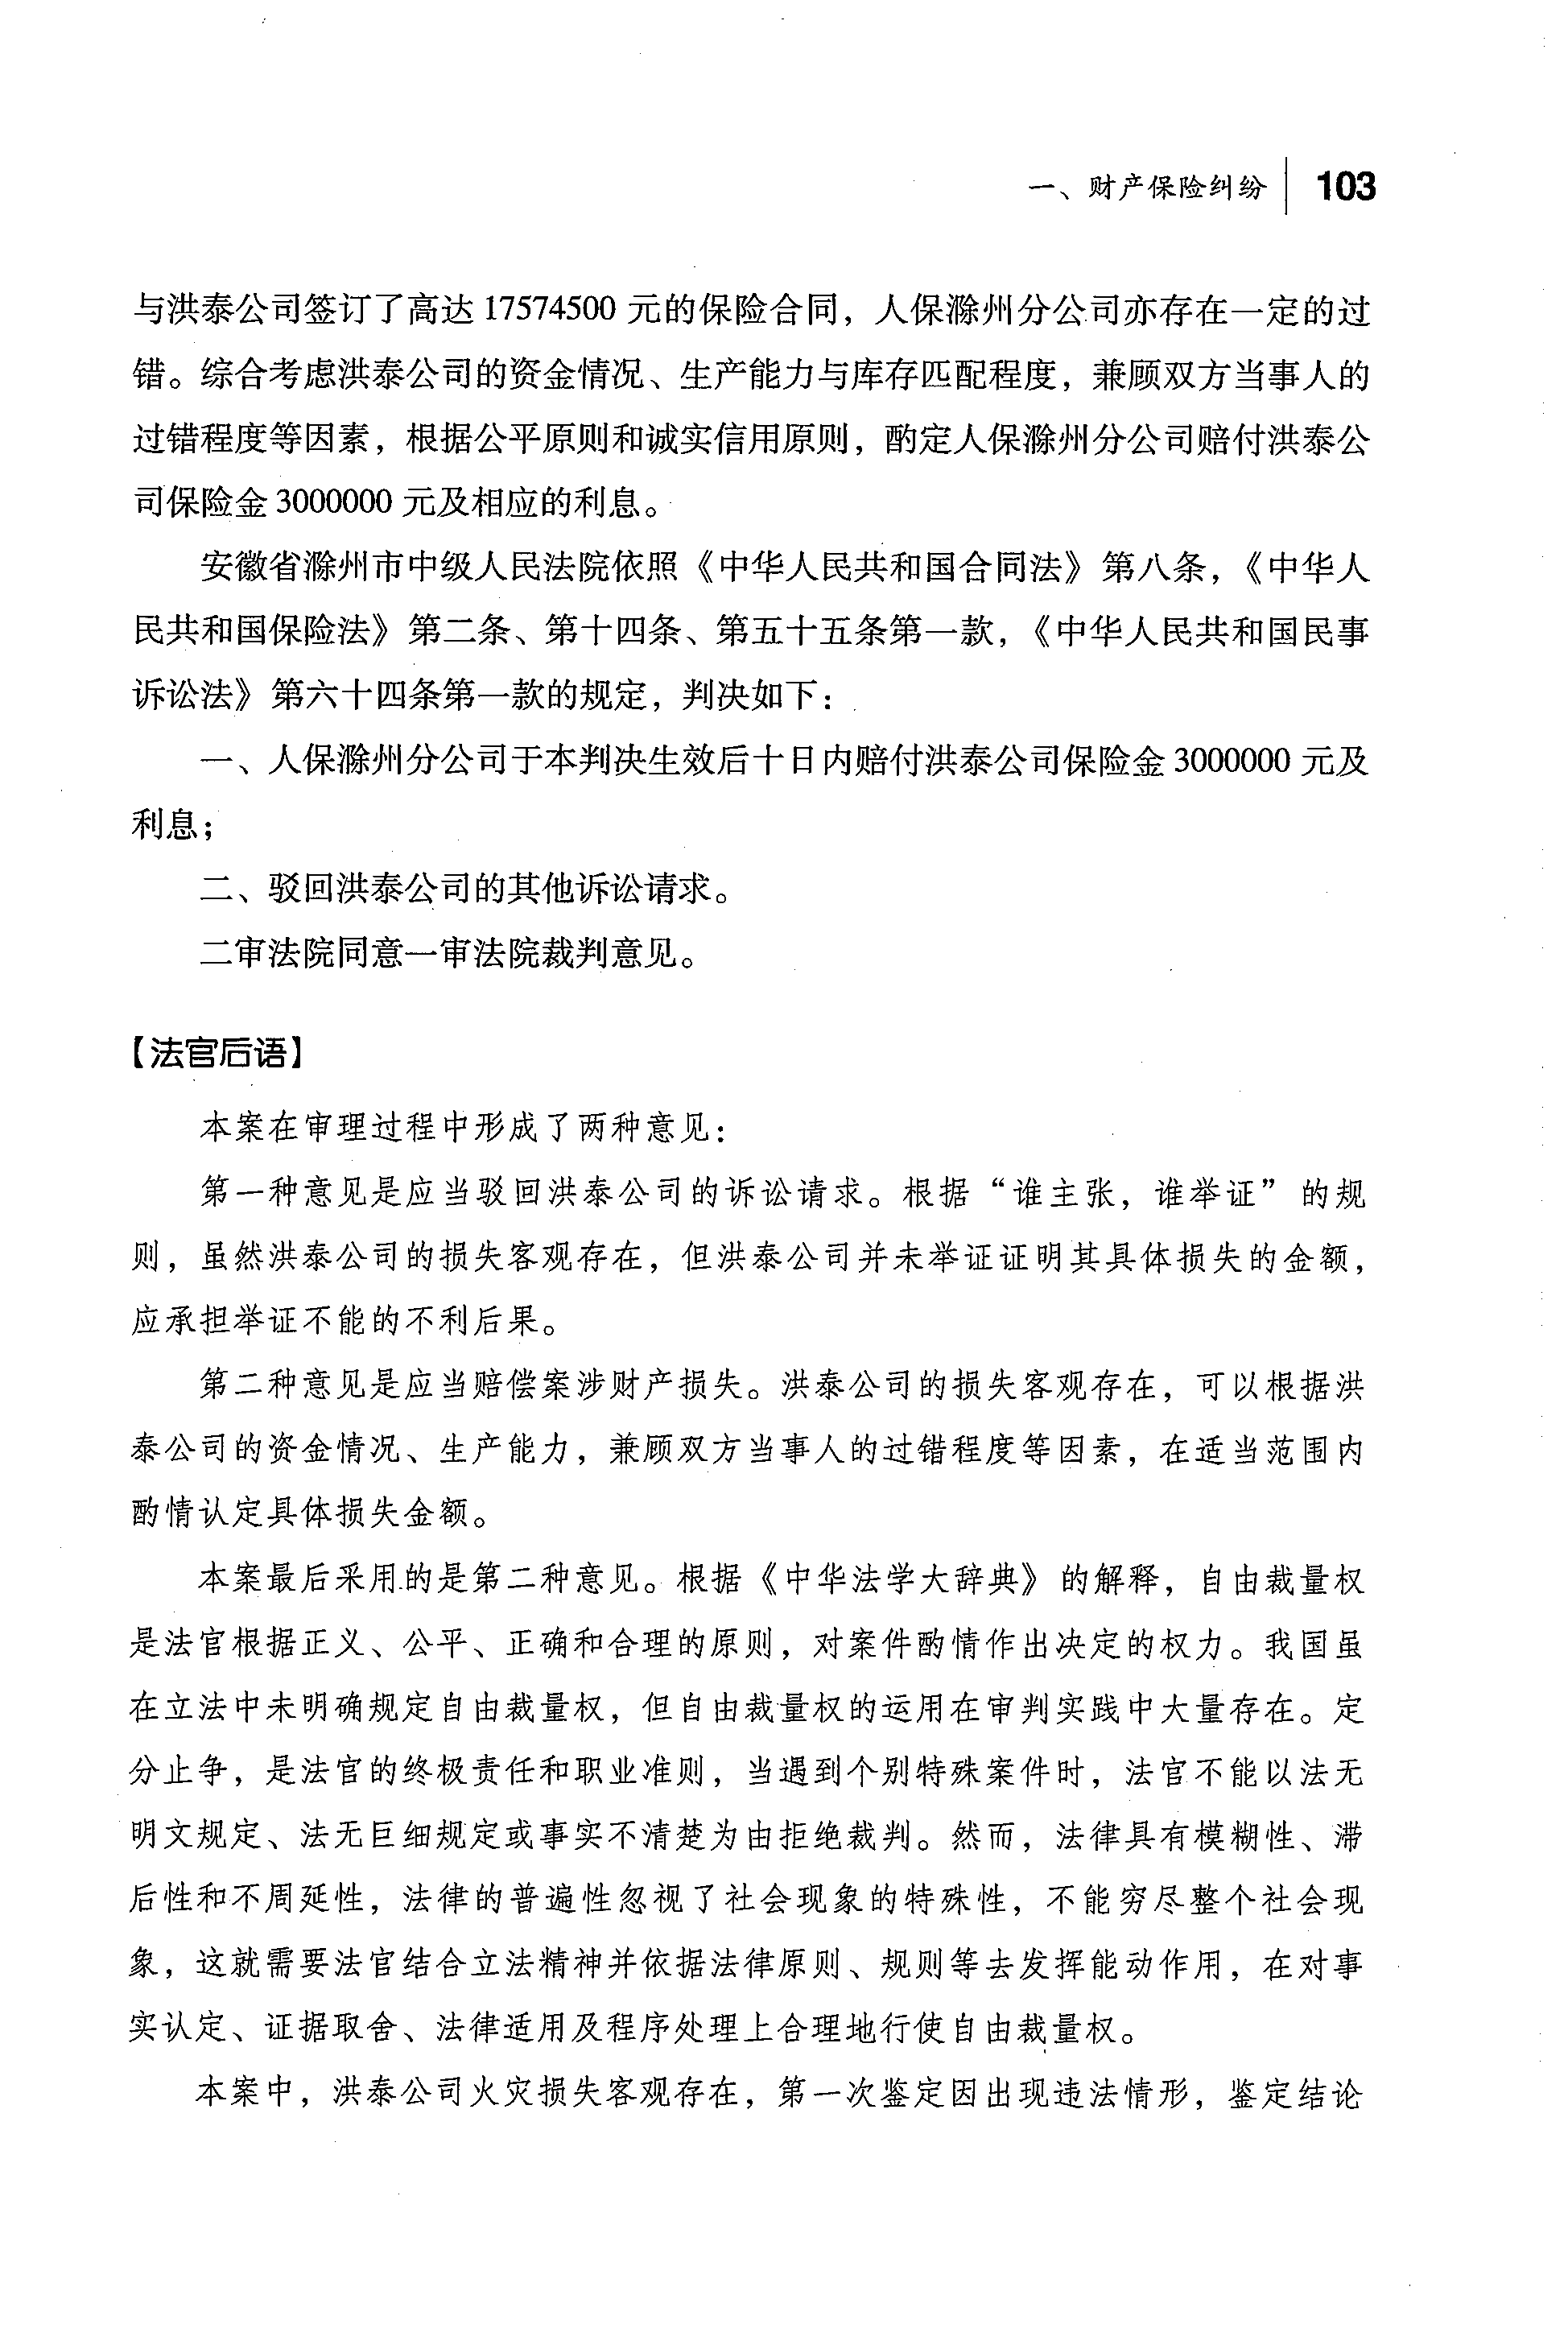 一、财产保险纠纷 103
与洪泰公司签订了高达 17574500 元的保险合同，人保滁州分公司亦存在一定的过
错。综合考虑洪泰公司的资金情况、生产能力与库存匹配程度，兼顾双方当事人的
过错程度等因素，根据公平原则和诚实信用原则，酌定人保滁州分公司赔付洪泰公
司保险金 3000000 元及相应的利息。
安徽省滁州市中级人民法院依照《中华人民共和国合同法》第八条，《中华人
民共和国保险法》第二条、第十四条、第五十五条第一款，《中华人民共和国民事
诉讼法》第六十四条第一款的规定，判决如下：
一、人保滁州分公司于本判决生效后十日内赔付洪泰公司保险金 3000000 元及
利息；
二、驳回洪泰公司的其他诉讼请求。
二审法院同意一审法院裁判意见。
【法官后语】
本案在审理过程中形成了两种意见：
第一种意见是应当驳回洪泰公司的诉讼请求。根据“谁主张，谁举证”的规
则，虽然洪泰公司的损失客观存在，但洪泰公司并未举证证明其具体损失的金额，
应承担举证不能的不利后果。
第二种意见是应当赔偿案涉财产损失。洪泰公司的损失客观存在，可以根据洪
泰公司的资金情况、生产能力，兼顾双方当事人的过错程度等因素，在适当范围内
酌情认定具体损失金额。
本案最后采用的是第二种意见。根据《中华法学大辞典》的解释，自由裁量权
是法官根据正义、公平、正确和合理的原则，对案件酌情作出决定的权力。我国虽
在立法中未明确规定自由裁量权，但自由裁量权的运用在审判实践中大量存在。定
分止争，是法官的终极责任和职业准则，当遇到个别特殊案件时，法官不能以法无
明文规定、法无巨细规定或事实不清楚为由拒绝裁判。然而，法律具有模糊性、滞
后性和不周延性，法律的普遍性忽视了社会现象的特殊性，不能穷尽整个社会现
象，这就需要法官结合立法精神并依据法律原则、规则等去发挥能动作用，在对事
实认定、证据取舍、法律适用及程序处理上合理地行使自由裁量权。
本案中，洪泰公司火灾损失客观存在，第一次鉴定因出现违法情形，鉴定结论